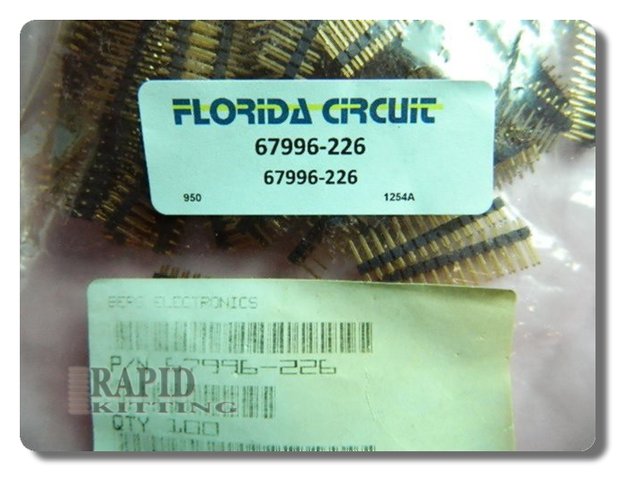 FLORIDA CIRCUIT
67996-226
67996-226
950 1254A
BERG ELECTRONICS
P/N 67996-226
RAPID
KITTING
QTY 100